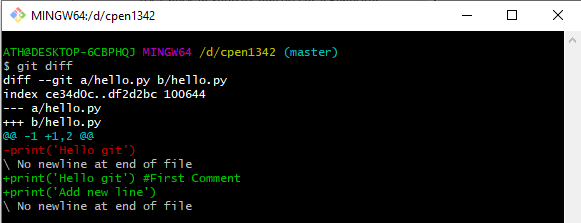 MINGW64:/d/cpen1342
ATH@DESKTOP-6CBPHQJ MINGW64 /d/cpen1342 (master)
$ git diff
diff --git a/hello.py b/hello.py
index ce34d0c..df2d2bc 100644
--- a/hello.py
+++ b/hello.py
@@ -1 +1,2 @@
-print('Hello git')
\ No newline at end of file
+print('Hello git') #First Comment
+print('Add new line')
\ No newline at end of file